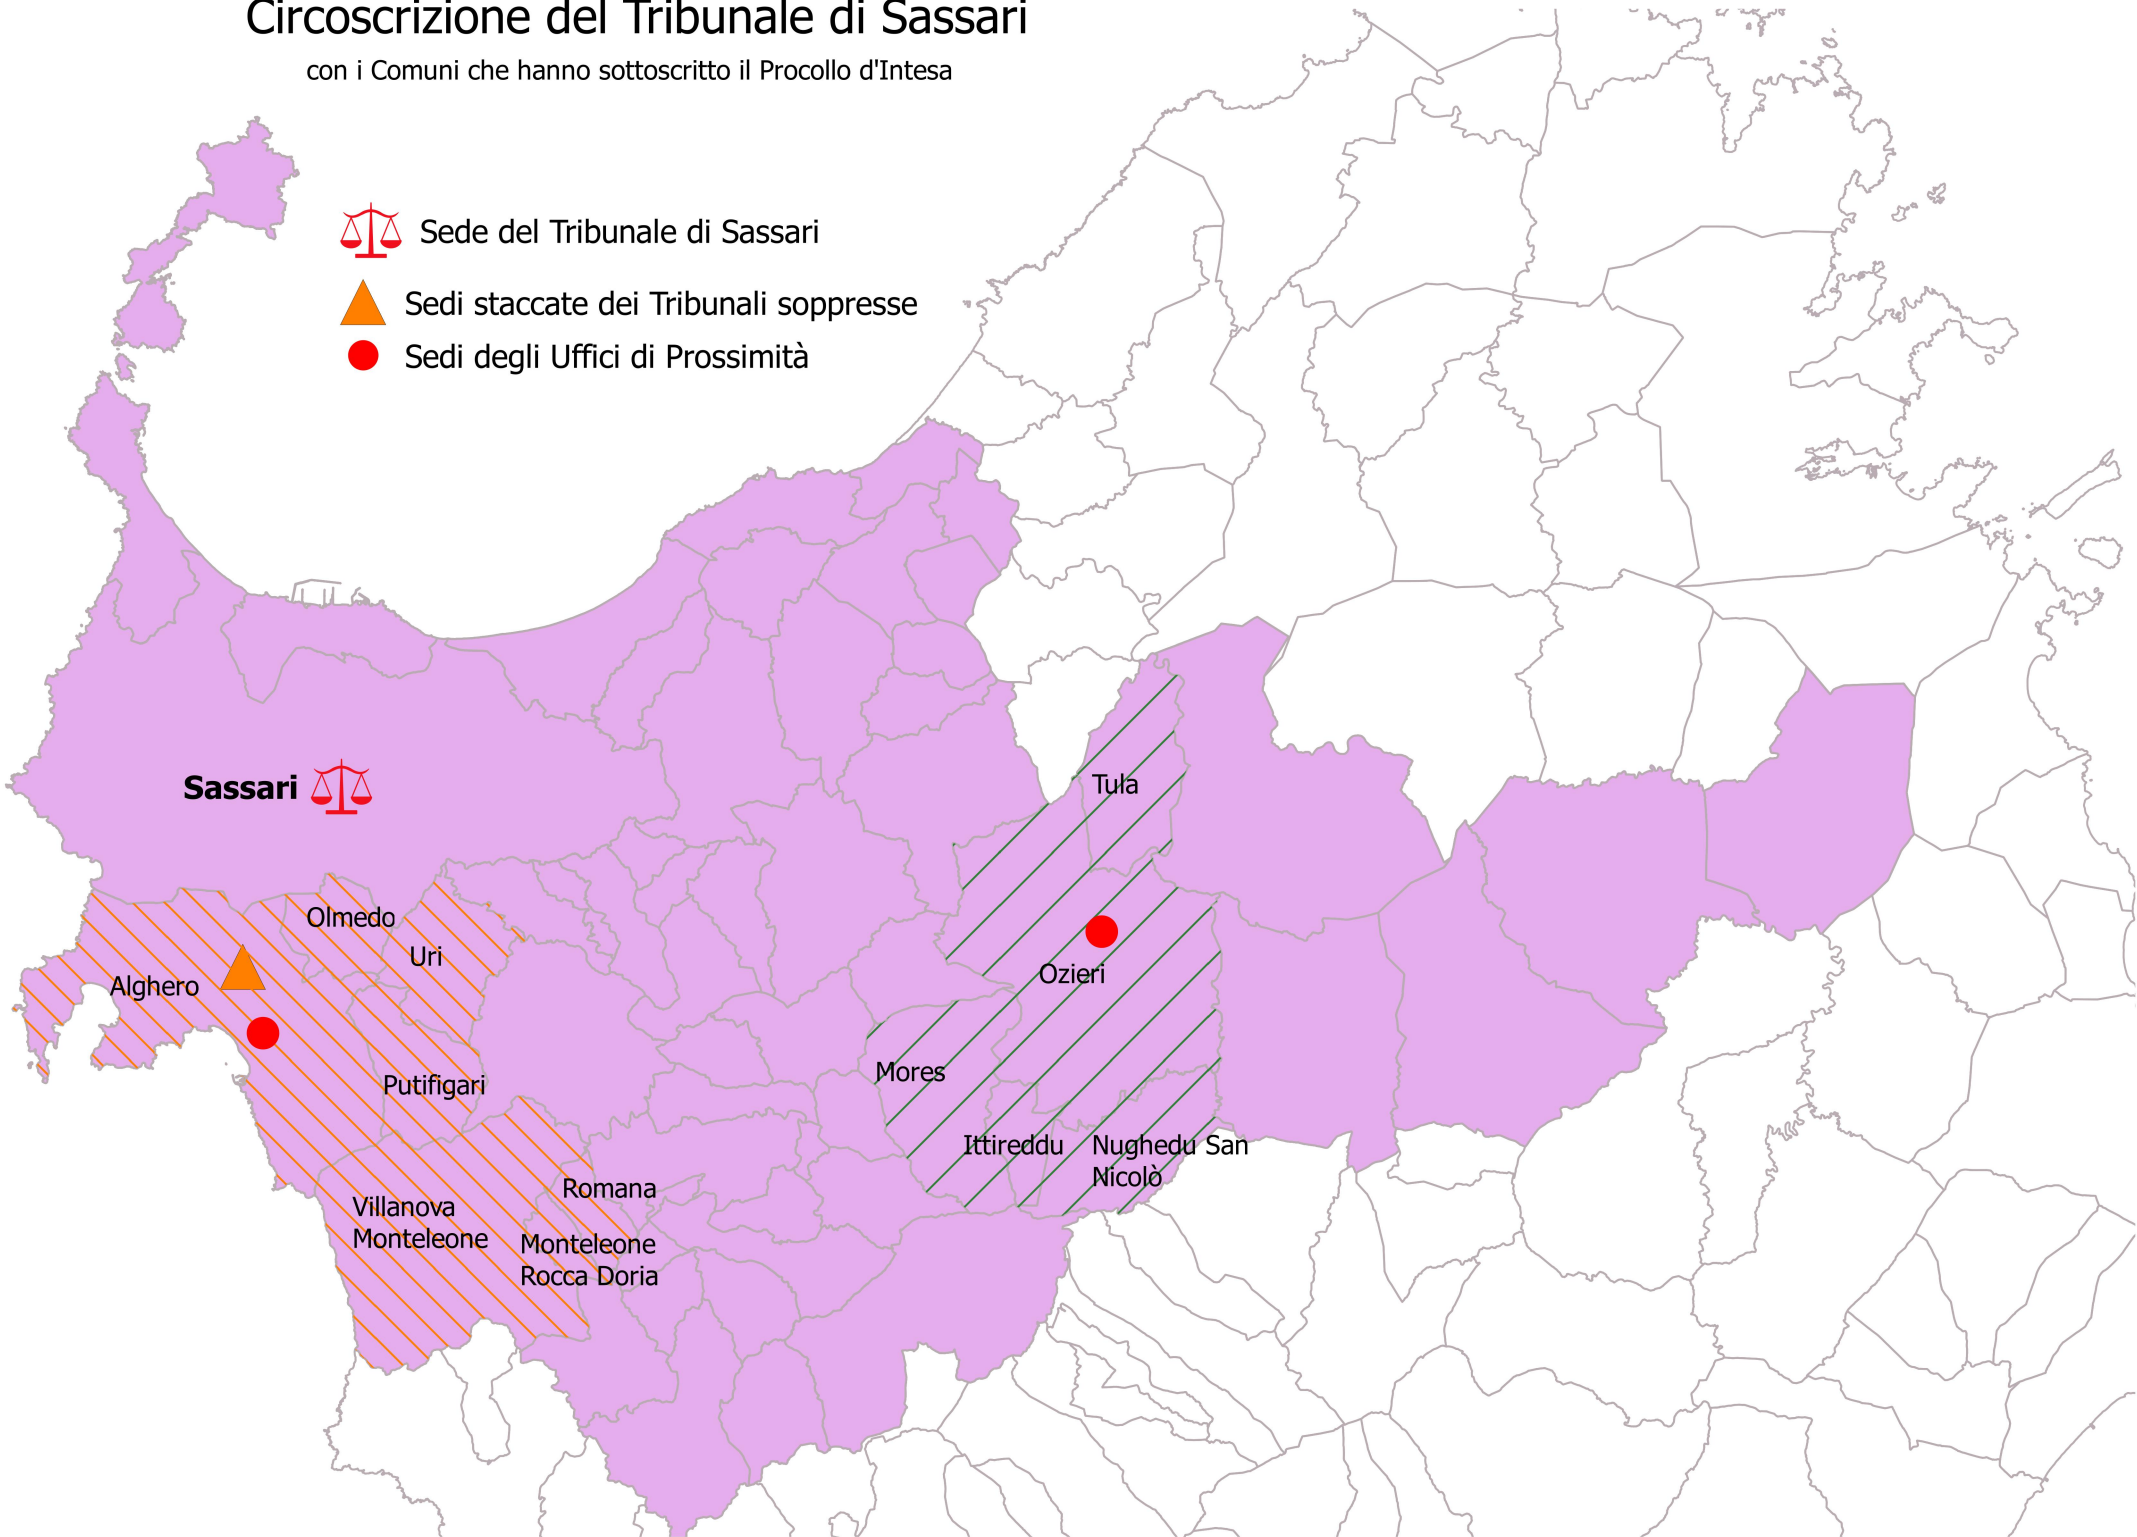 Circoscrizione del Tribunale di Sassari
con i Comuni che hanno sottoscritto il Procollo d'Intesa
Sede del Tribunale di Sassari
Sedi staccate dei Tribunali soppresse
Sedi degli Uffici di Prossimità
Sassari
Tula
Olmedo
Uri
Alghero
Ozieri
Putifigari
Mores
Ittireddu
Nughedu San
Nicolò
Romana
Villanova
Monteleone
Monteleone
Rocca Doria